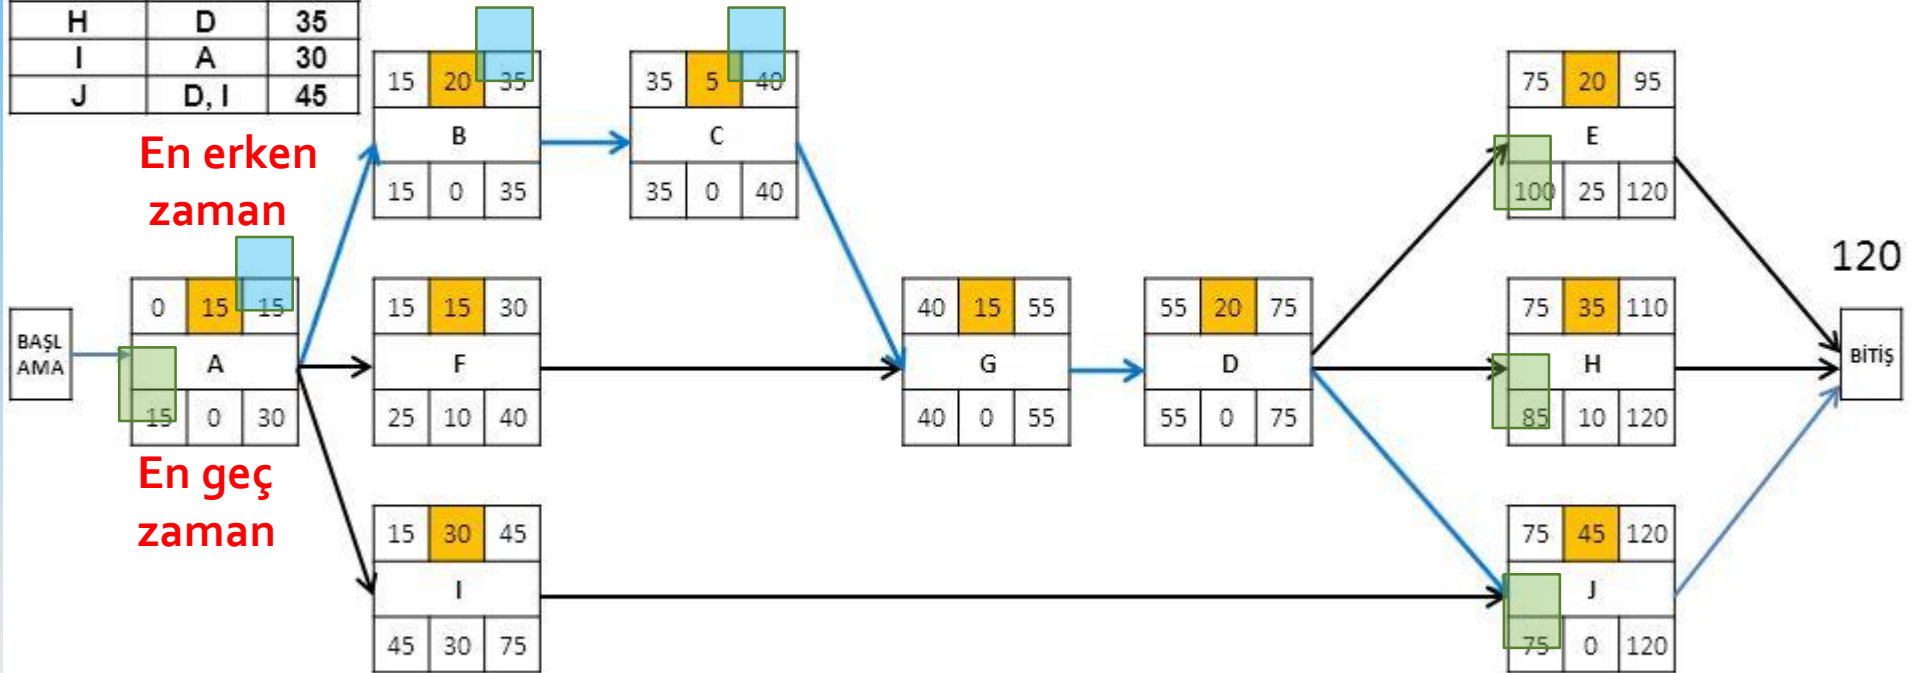 H D 35
I A 30
J D, I 45
En erken
zaman
15 20 35
B
15 0 35
35 5 40
C
35 0 40
75 20 95
E
100 25 120
120
BAŞL
AMA
0 15 15
A
15 0 30
15 15 30
F
25 10 40
40 15 55
G
40 0 55
55 20 75
D
55 0 75
75 35 110
H
85 10 120
BİTİŞ
En geç
zaman
15 30 45
I
45 30 75
75 45 120
J
75 0 120